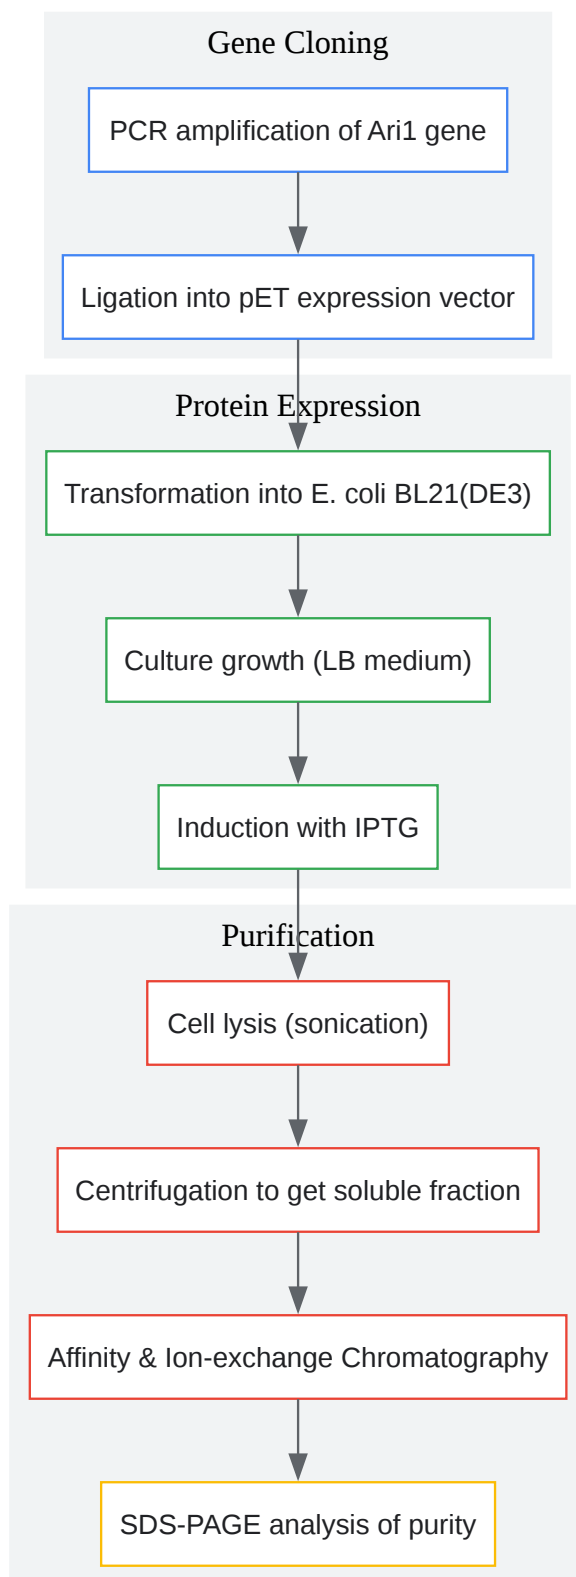 Gene Cloning
PCR amplification of Ari1 gene
Ligation into pET expression vector
Protein Expression
Transformation into E. coli BL21(DE3)
Culture growth (LB medium)
Induction with IPTG
Purification
Cell lysis (sonication)
Centrifugation to get soluble fraction
Affinity & Ion-exchange Chromatography
SDS-PAGE analysis of purity